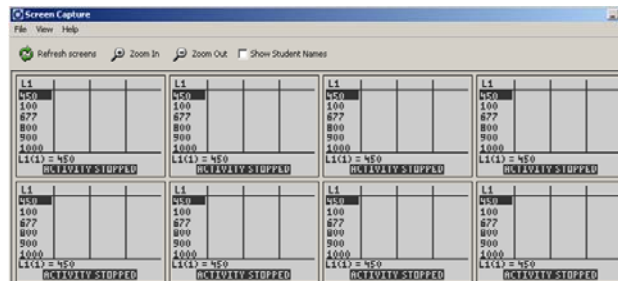 Screen Capture
File View Help
Refresh screens Zoom In Zoom Out Show Student Names
L1 L1 L1 L1
450 450 450 450
100 100 100 100
677 677 677 677
800 800 800 800
900 900 900 900
1000 1000 1000 1000
L1(1) = 450 L1(1) = 450 L1(1) = 450 L1(1) = 450
ACTIVITY STOPPED ACTIVITY STOPPED ACTIVITY STOPPED ACTIVITY STOPPED
L1 L1 L1 L1
450 450 450 450
100 100 100 100
677 677 677 677
800 800 800 800
900 900 900 900
1000 1000 1000 1000
L1(1) = 450 L1(1) = 450 L1(1) = 450 L1(1) = 450
ACTIVITY STOPPED ACTIVITY STOPPED ACTIVITY STOPPED ACTIVITY STOPPED